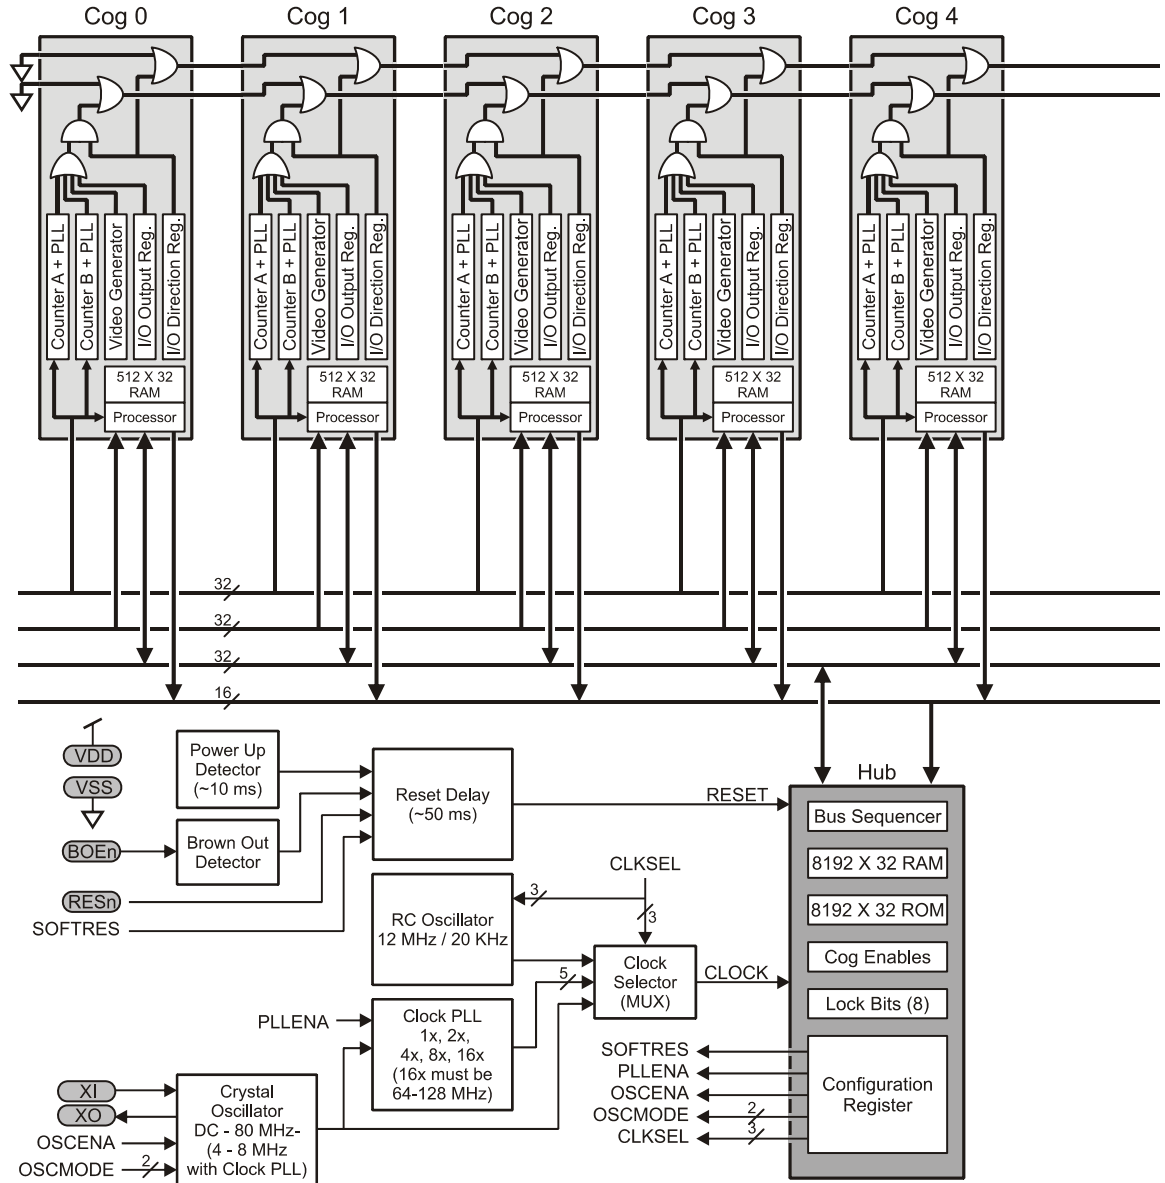 Cog 0
Cog 1
Cog 2
Cog 3
Cog 4
Counter A + PLL
Counter B + PLL
Video Generator
I/O Output Reg.
I/O Direction Reg.
512 X 32
RAM
Processor
Counter A + PLL
Counter B + PLL
Video Generator
I/O Output Reg.
I/O Direction Reg.
512 X 32
RAM
Processor
Counter A + PLL
Counter B + PLL
Video Generator
I/O Output Reg.
I/O Direction Reg.
512 X 32
RAM
Processor
Counter A + PLL
Counter B + PLL
Video Generator
I/O Output Reg.
I/O Direction Reg.
512 X 32
RAM
Processor
Counter A + PLL
Counter B + PLL
Video Generator
I/O Output Reg.
I/O Direction Reg.
512 X 32
RAM
Processor
32
32
32
16
VDD
VSS
BOEn
RESn
SOFTRES
Power Up
Detector
(~10 ms)
Brown Out
Detector
Reset Delay
(~50 ms)
RESET
CLKSEL
3
3
RC Oscillator
12 MHz / 20 KHz
5
Clock
Selector
(MUX)
CLOCK
PLLENA
Clock PLL
1x, 2x,
4x, 8x, 16x
(16x must be
64-128 MHz)
XI
XO
OSCENA
OSCMODE
2
Crystal
Oscillator
DC - 80 MHz-
(4 - 8 MHz
with Clock PLL)
Hub
Bus Sequencer
8192 X 32 RAM
8192 X 32 ROM
Cog Enables
Lock Bits (8)
Configuration
Register
SOFTRES
PLLENA
OSCENA
OSCMODE
2
CLKSEL
3